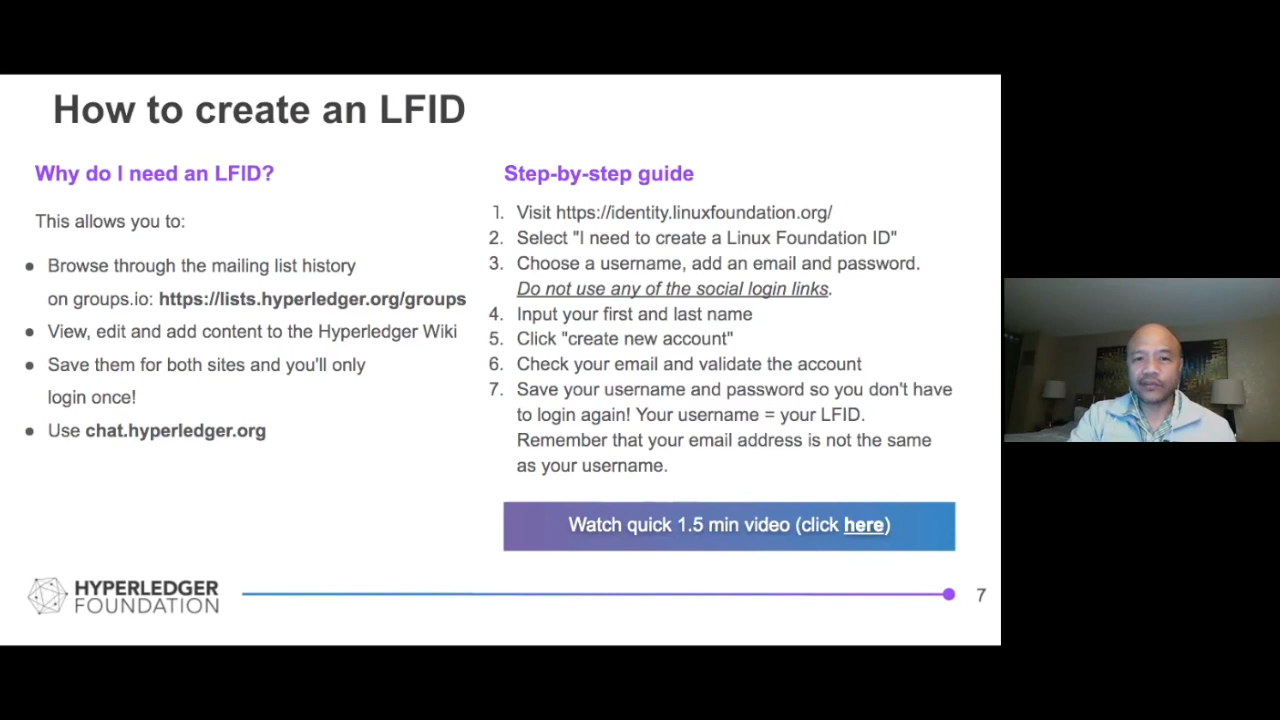 How to create an LFID
Why do I need an LFID?
This allows you to:
● Browse through the mailing list history
on groups.io: https://lists.hyperledger.org/groups
● View, edit and add content to the Hyperledger Wiki
● Save them for both sites and you'll only
login once!
● Use chat.hyperledger.org
Step-by-step guide
1. Visit https://identity.linuxfoundation.org/
2. Select "I need to create a Linux Foundation ID"
3. Choose a username, add an email and password.
Do not use any of the social login links.
4. Input your first and last name
5. Click "create new account"
6. Check your email and validate the account
7. Save your username and password so you don't have
to login again! Your username = your LFID.
Remember that your email address is not the same
as your username.
Watch quick 1.5 min video (click here)
HYPERLEDGER
FOUNDATION
7